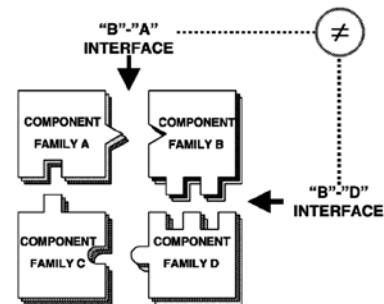 "B"-"A"
INTERFACE
≠
COMPONENT
FAMILY A
COMPONENT
FAMILY B
"B"-"D"
INTERFACE
COMPONENT
FAMILY C
COMPONENT
FAMILY D